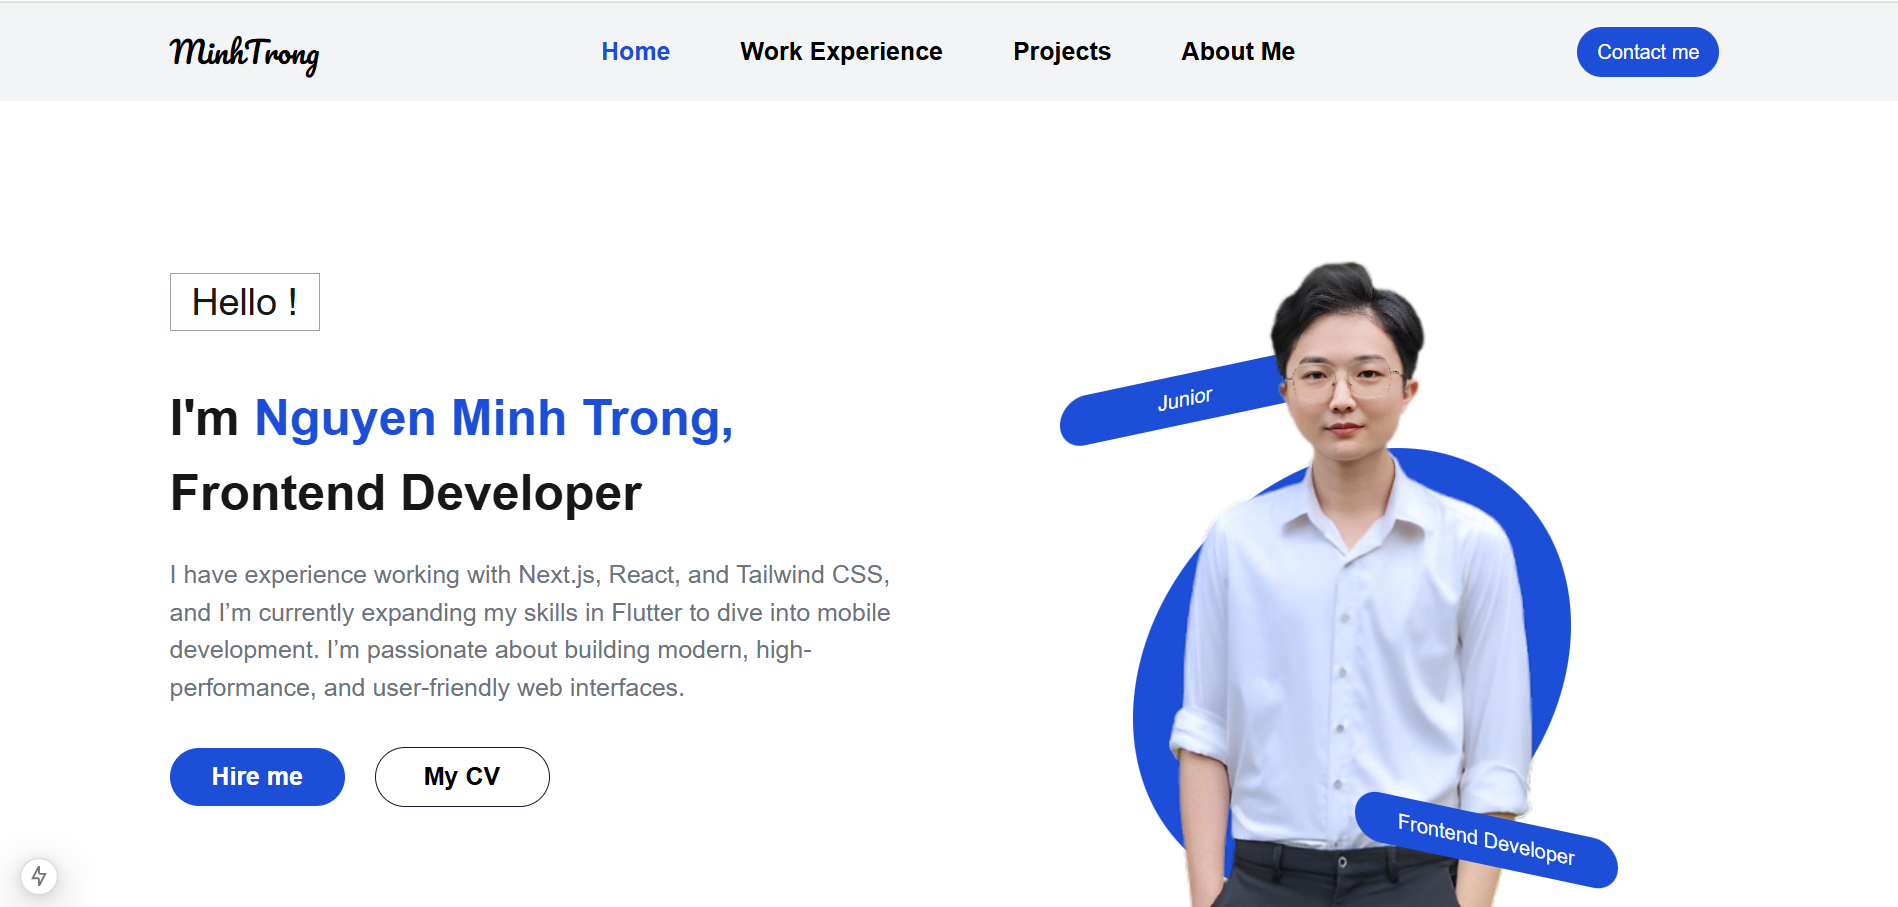 MinhTrong
Home
Work Experience
Projects
About Me
Contact me
Hello !
I'm Nguyen Minh Trong,
Frontend Developer
I have experience working with Next.js, React, and Tailwind CSS,
and I’m currently expanding my skills in Flutter to dive into mobile
development. I’m passionate about building modern, high-
performance, and user-friendly web interfaces.
Hire me
My CV
Junior
Frontend Developer